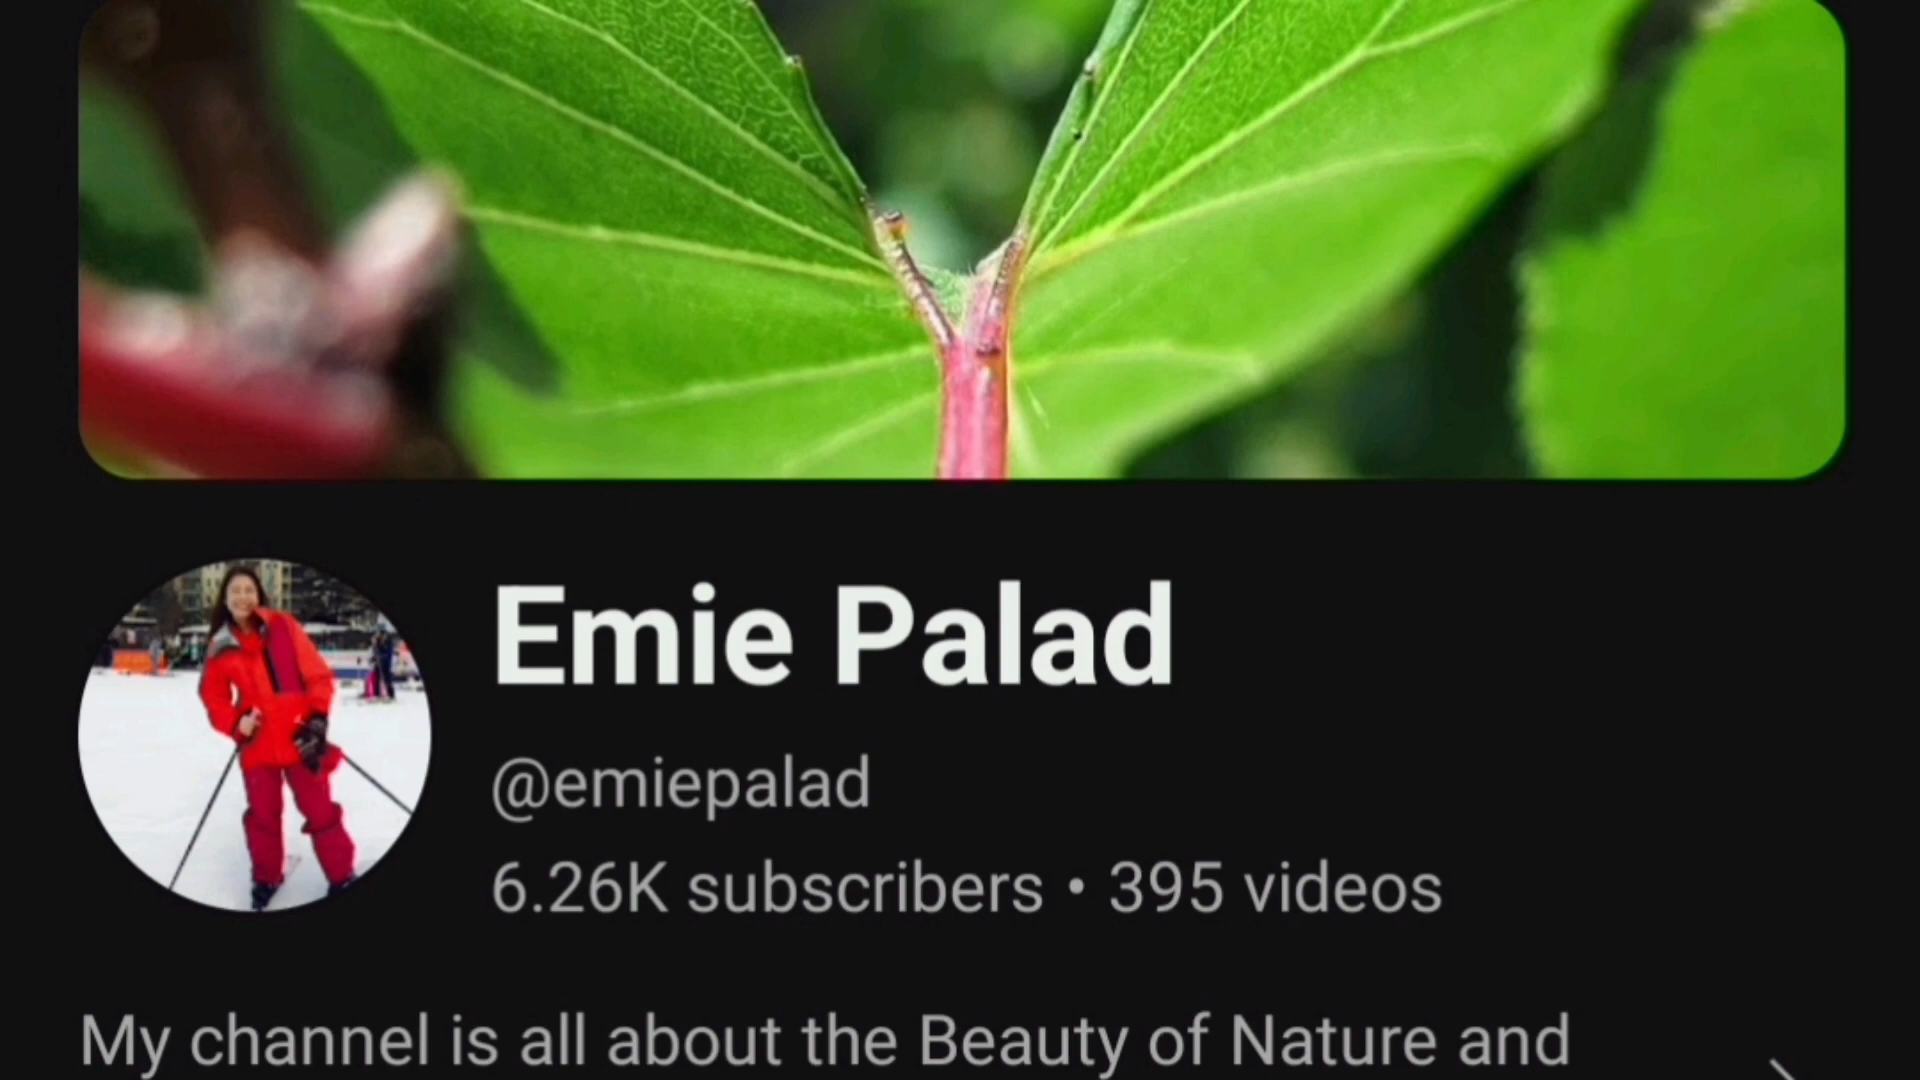 Emie Palad
@emiepalad
6.26K subscribers • 395 videos
My channel is all about the Beauty of Nature and